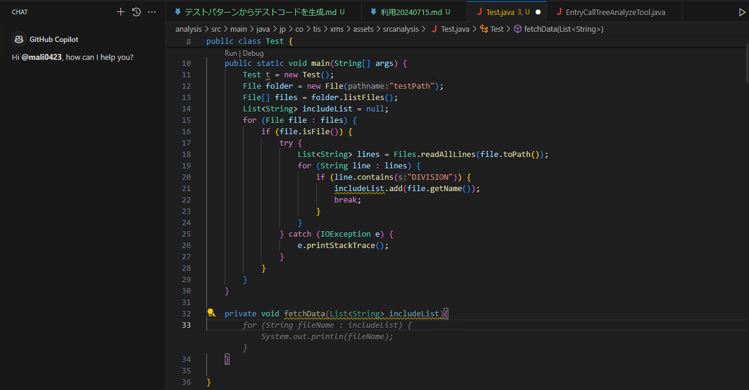 CHAT
テストパターンからテストコードを生成.md U
利用20240715.md U
Test.java 3, U
EntryCallTreeAnalyzeTool.java
analysis > src > main > java > jp > co > tis > xms > assets > srcanalysis > Test.java > Test > fetchData(List<String>)
GitHub Copilot
Hi @mali0423, how can I help you?
8 public class Test {
Run | Debug
10 public static void main(String[] args) {
11 Test t = new Test();
12 File folder = new File(pathname:"testPath");
13 File[] files = folder.listFiles();
14 List<String> includeList = null;
15 for (File file : files) {
16 if (file.isFile()) {
17 try {
18 List<String> lines = Files.readAllLines(file.toPath());
19 for (String line : lines) {
20 if (line.contains(s:"DIVISION")) {
21 includeList.add(file.getName());
22 break;
23 }
24 }
25 } catch (IOException e) {
26 e.printStackTrace();
27 }
28 }
29 }
30 }
31
32 private void fetchData(List<String> includeList){
33 for (String fileName : includeList) {
System.out.println(fileName);
}
34 }
35
36 }